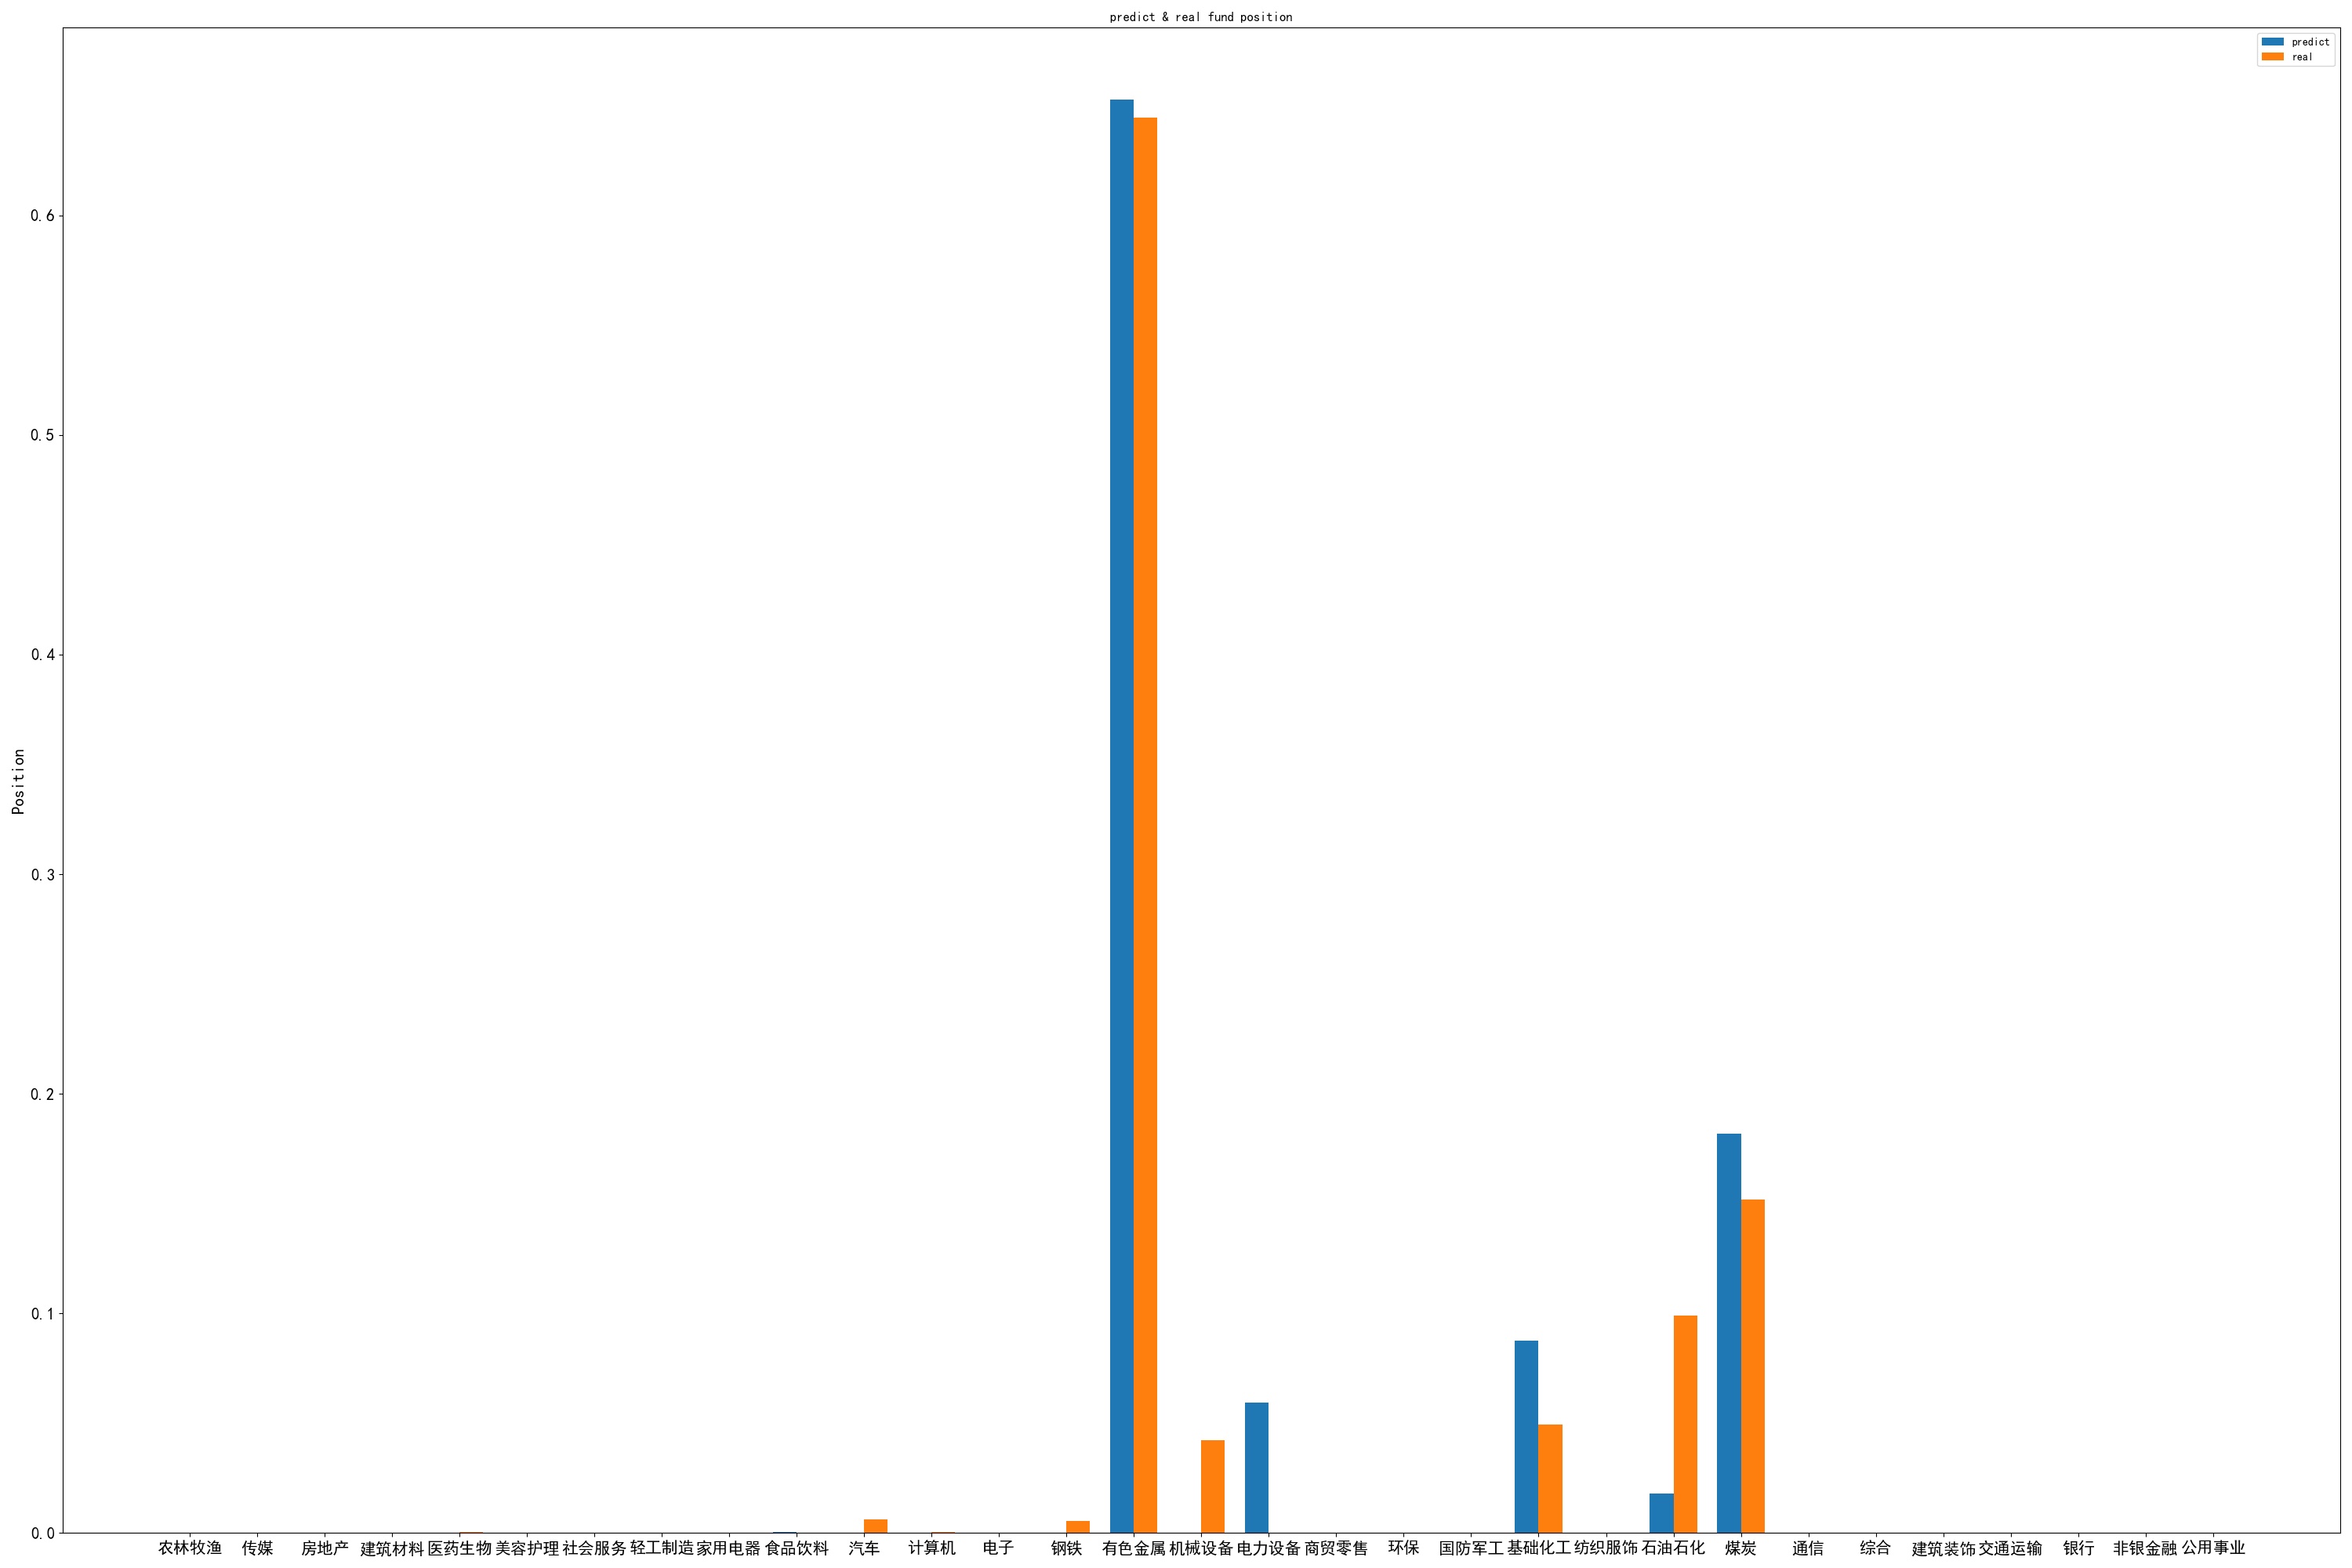 predict & real fund position
predict
real
Position
0.6
0.5
0.4
0.3
0.2
0.1
0.0
农林牧渔 传媒 房地产 建筑材料 医药生物 美容护理 社会服务 轻工制造 家用电器 食品饮料 汽车 计算机 电子 钢铁 有色金属 机械设备 电力设备 商贸零售 环保 国防军工 基础化工 纺织服饰 石油石化 煤炭 通信 综合 建筑装饰 交通运输 银行 非银金融 公用事业